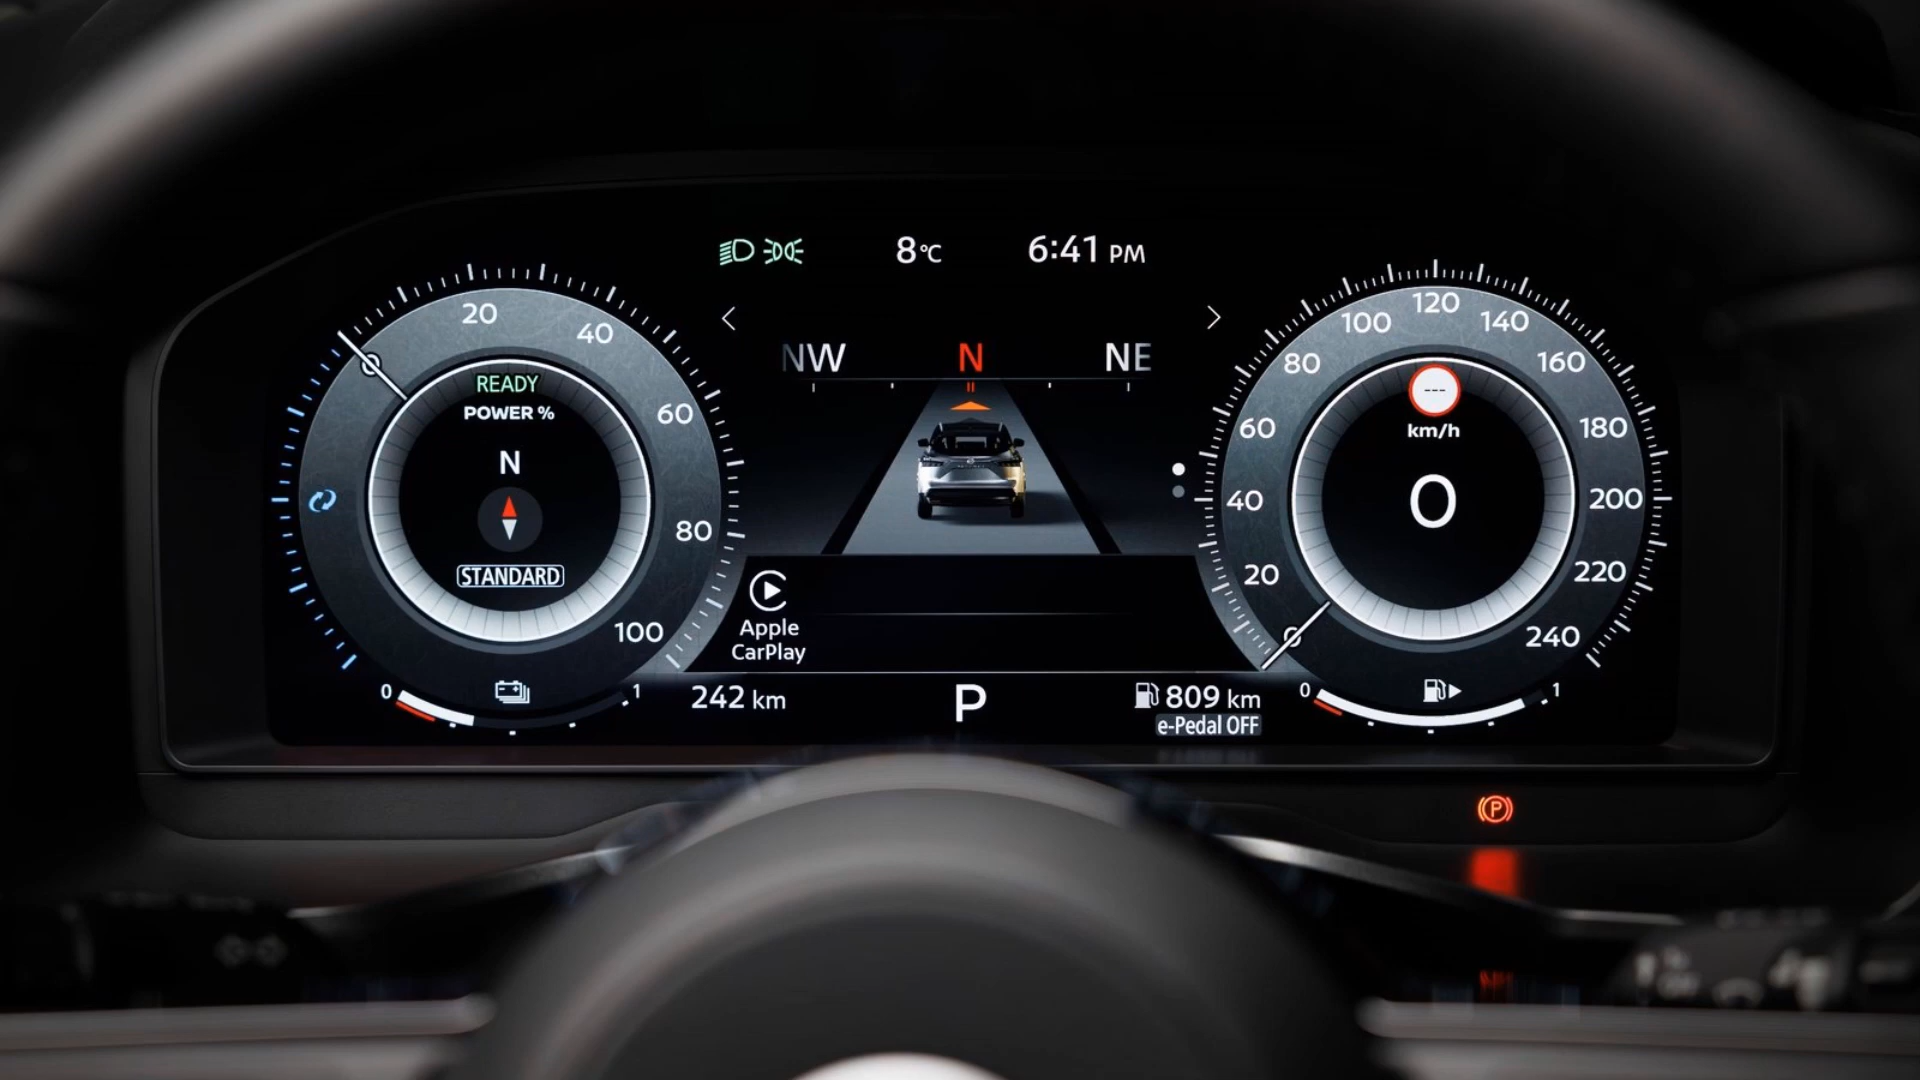 8°C
6:41 PM
NW N NE
0 20 40 60 80 100
READY
POWER %
N
STANDARD
0 1
Apple
CarPlay
242 km
P
809 km
e-Pedal OFF
0 20 40 60 80 100 120 140 160 180 200 220 240
---
km/h
0
0 1
P